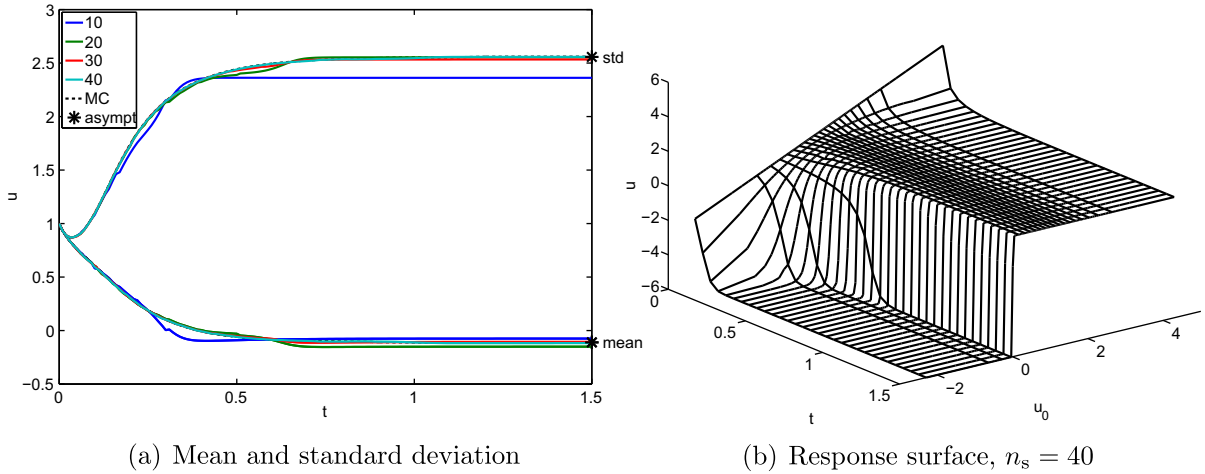 3
2.5
2
1.5
1
0.5
0
−0.5
u
0
0.5
1
1.5
t
10
20
30
40
MC
asympt
std
mean
(a) Mean and standard deviation
6
4
2
0
−2
−4
−6
u
0
0.5
1
1.5
t
−2
0
2
4
u0
(b) Response surface, ns = 40